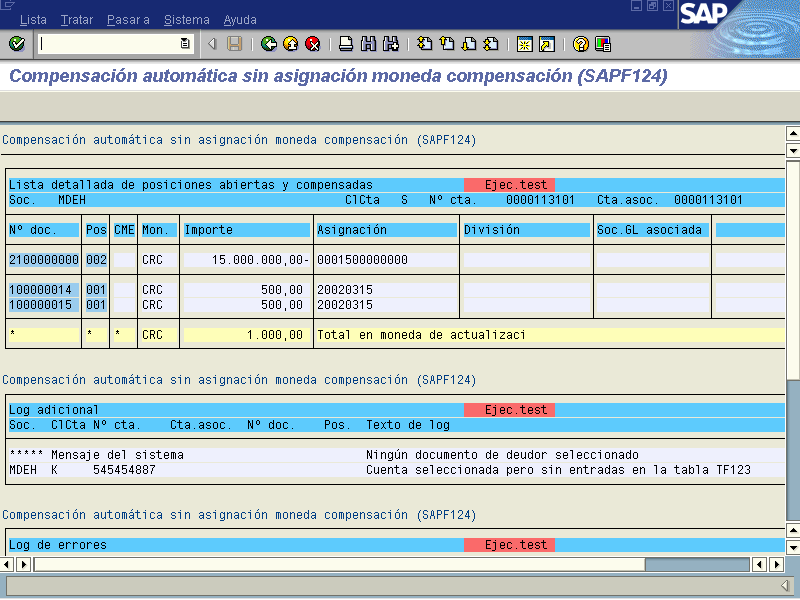 Lista Tratar Pasar a Sistema Ayuda
SAP
Compensación automática sin asignación moneda compensación (SAPF124)
Compensación automática sin asignación moneda compensación (SAPF124)
Lista detallada de posiciones abiertas y compensadas Ejec.test
Soc. MDEH ClCta S Nº cta. 0000113101 Cta.asoc. 0000113101
Nº doc. Pos CME Mon. Importe Asignación División Soc.GL asociada
2100000000 002 CRC 15.000.000,00- 0001500000000
100000014 001 CRC 500,00 20020315
100000015 001 CRC 500,00 20020315
* * * CRC 1.000,00 Total en moneda de actualizaci
Compensación automática sin asignación moneda compensación (SAPF124)
Log adicional Ejec.test
Soc. ClCta Nº cta. Cta.asoc. Nº doc. Pos. Texto de log
***** Mensaje del sistema Ningún documento de deudor seleccionado
MDEH K 545454887 Cuenta seleccionada pero sin entradas en la tabla TF123
Compensación automática sin asignación moneda compensación (SAPF124)
Log de errores Ejec.test